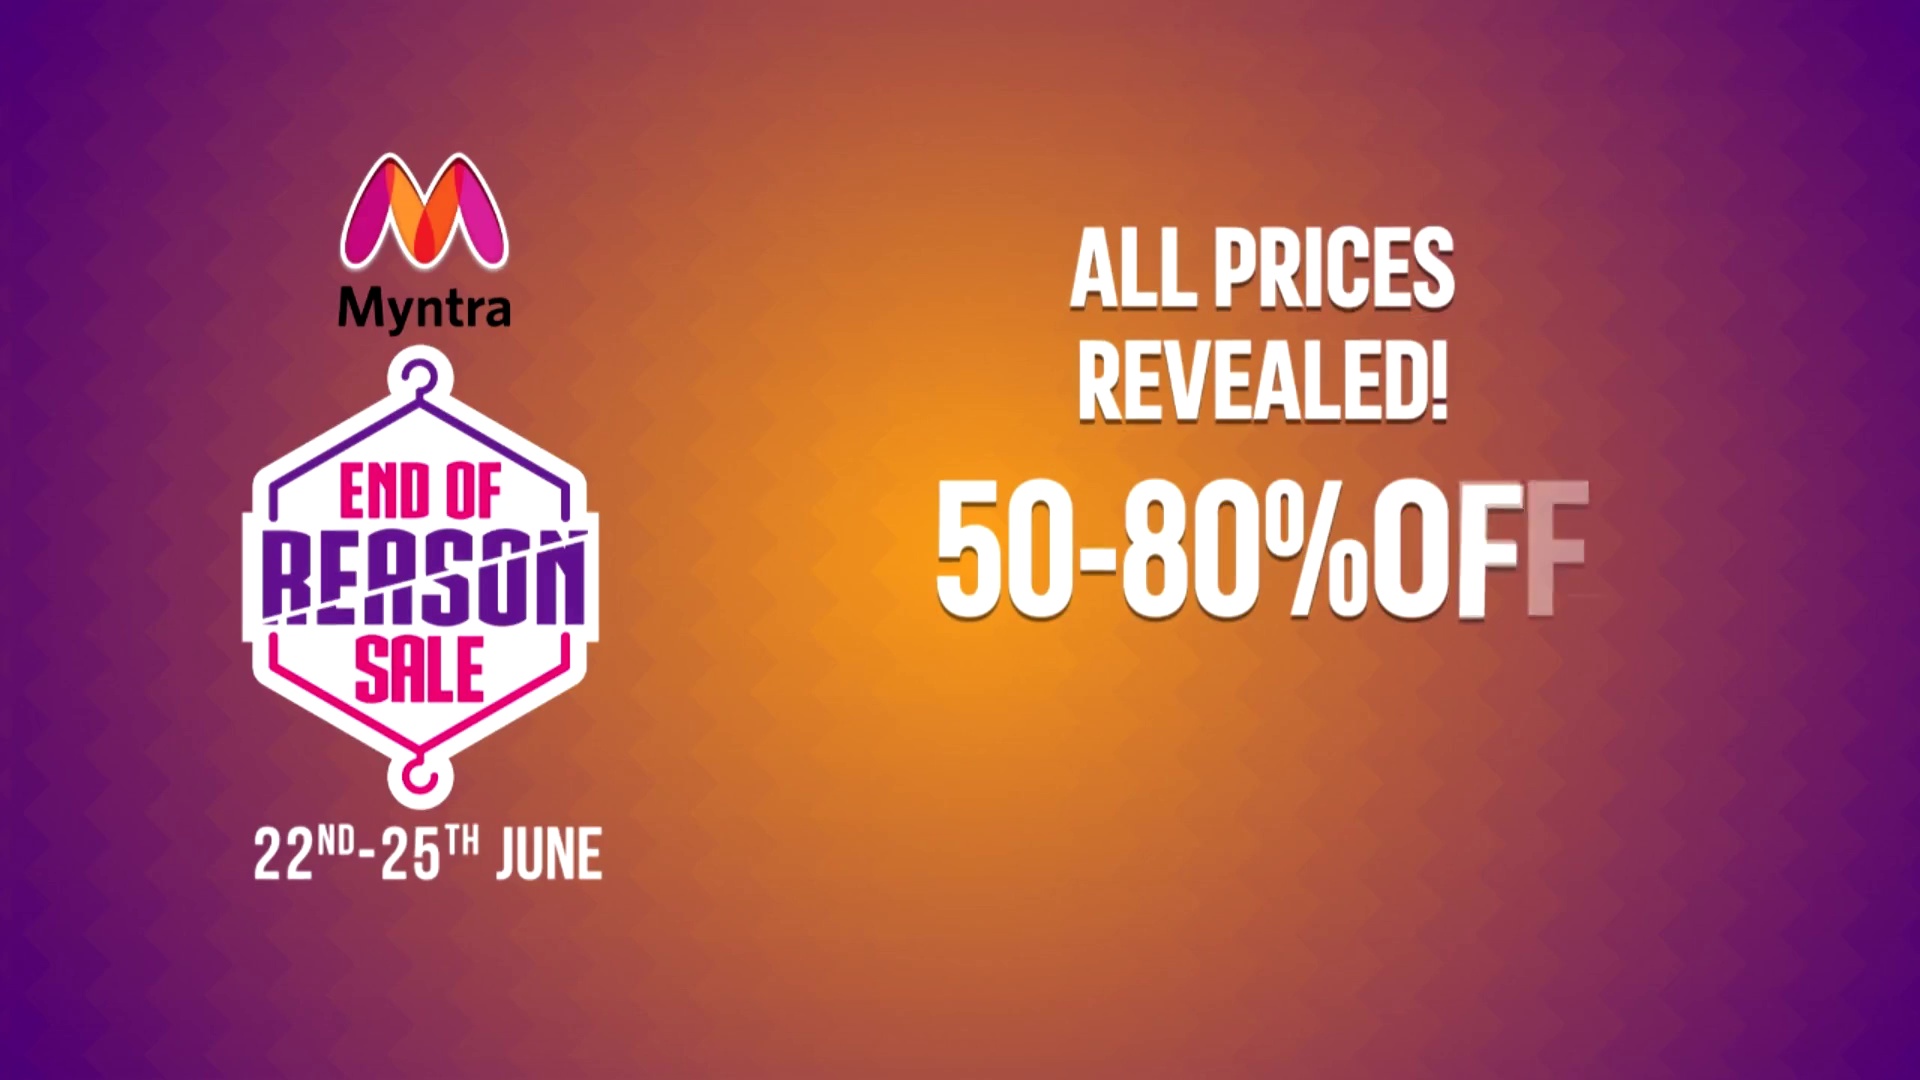 Myntra
END OF
REASON
SALE
22ND-25TH JUNE
ALL PRICES
REVEALED!
50-80%OFF